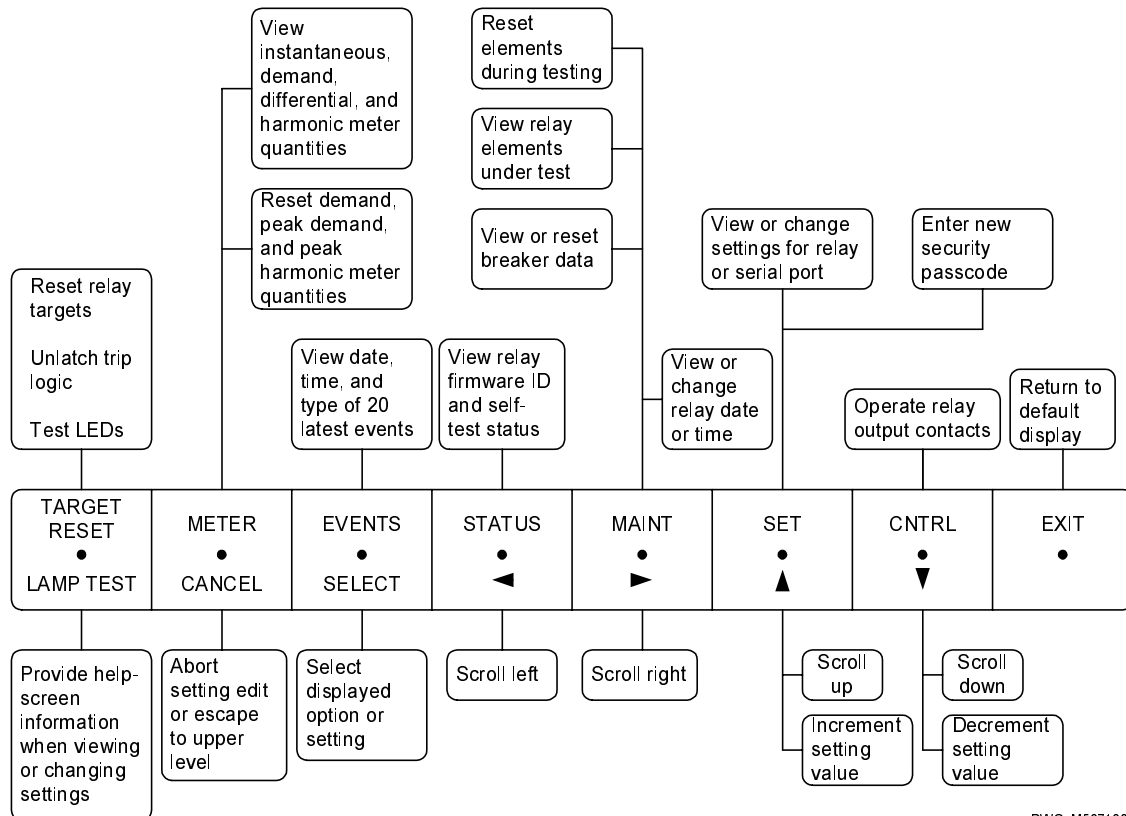 View
instantaneous,
demand,
differential, and
harmonic meter
quantities
Reset
elements
during testing
View relay
elements
under test
Reset demand,
peak demand,
and peak
harmonic meter
quantities
View or reset
breaker data
View or change
settings for relay
or serial port
Enter new
security
passcode
Reset relay
targets
Unlatch trip
logic
Test LEDs
View date,
time, and
type of 20
latest events
View relay
firmware ID
and self-
test status
View or
change
relay date
or time
Operate relay
output contacts
Return to
default
display
TARGET
RESET
LAMP TEST
METER
CANCEL
EVENTS
SELECT
STATUS
MAINT
SET
CNTRL
EXIT
Provide help-
screen
information
when viewing
or changing
settings
Abort
setting edit
or escape
to upper
level
Select
displayed
option or
setting
Scroll left
Scroll right
Scroll
up
Increment
setting
value
Scroll
down
Decrement
setting
value